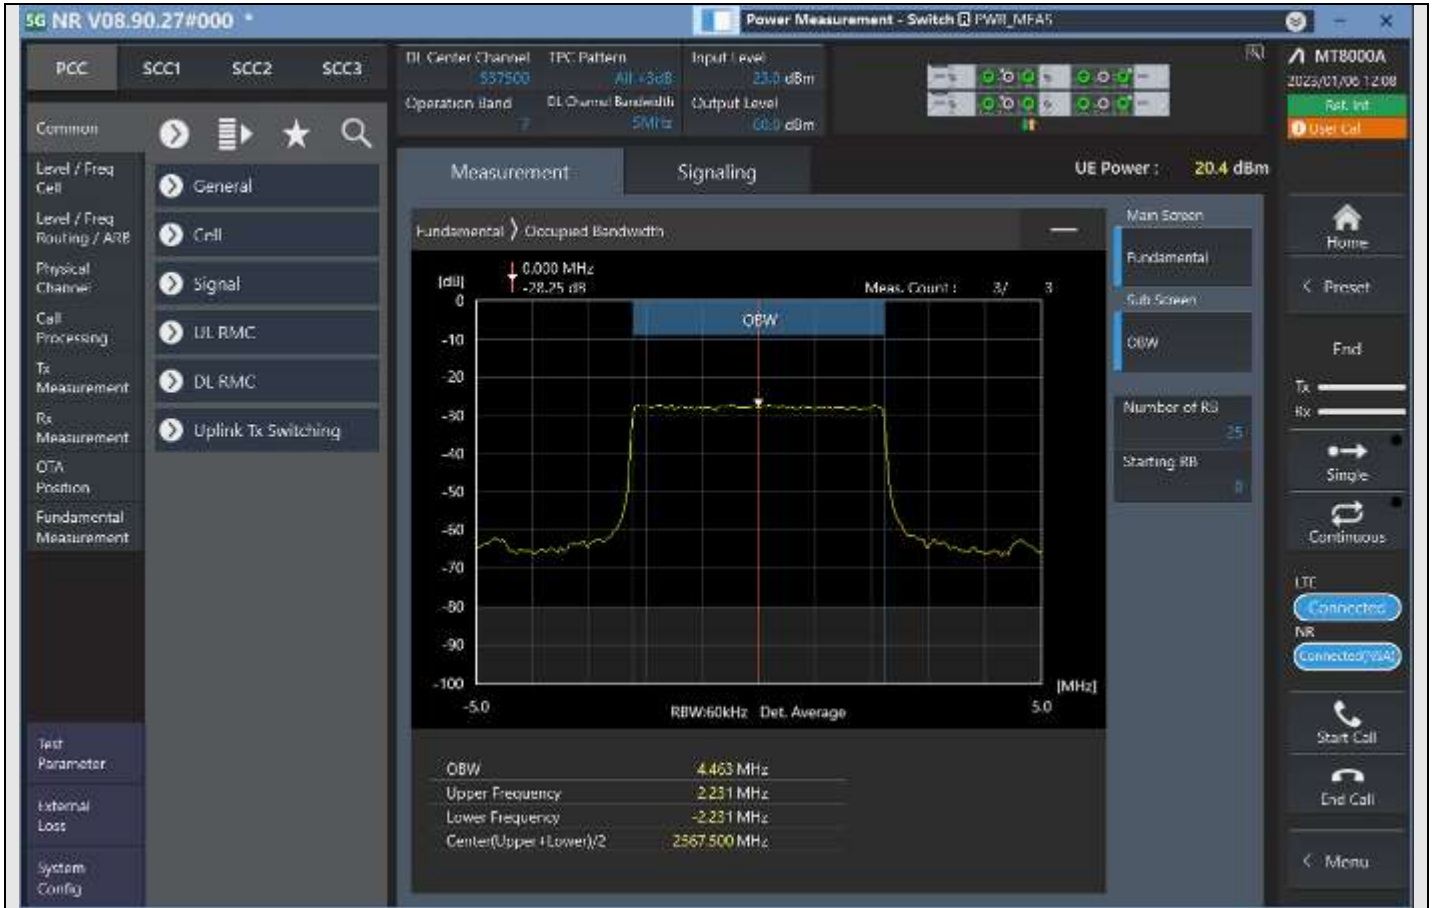 5G NR V08.90.27#000 *
Power Measurement - Switch R PWR_MEAS
PCC
SCC1
SCC2
SCC3
DL Center Channel
537500
TPC Pattern
All +3dB
Input Level
23.0 dBm
Operation Band
7
DL Channel Bandwidth
5MHz
Output Level
dBm
MT8000A
2023/01/06 12:08
Ref. Int
User Cal
Common
Level / Freq
Cell
Level / Freq
Routing / ARB
Physical
Channel
Call
Processing
Tx
Measurement
Rx
Measurement
OTA
Position
Fundamental
Measurement
Test
Parameter
External
Loss
System
Config
General
Cell
Signal
UL RMC
DL RMC
Uplink Tx Switching
Measurement
Signaling
UE Power : 20.4 dBm
Fundamental > Occupied Bandwidth
[dB]
0.000 MHz
-28.25 dB
Meas. Count : 3/ 3
OBW
0
-10
-20
-30
-40
-50
-60
-70
-80
-90
-100
-5.0
5.0
[MHz]
RBW:60kHz Det. Average
OBW 4.463 MHz
Upper Frequency 2.231 MHz
Lower Frequency -2.231 MHz
Center(Upper+Lower)/2 2567.500 MHz
Main Screen
Fundamental
Sub Screen
OBW
Number of RB
25
Starting RB
0
Home
< Preset
End
Tx
Rx
Single
Continuous
LTE
Connected
NR
Connected(NSA)
Start Call
End Call
< Menu